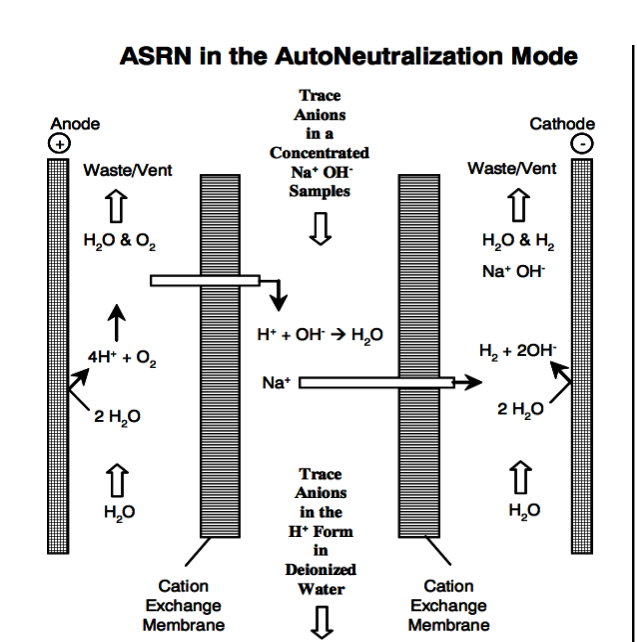 ASRN in the AutoNeutralization Mode
Trace
Anions
in a
Concentrated
Na⁺ OH⁻
Samples
Anode
+
Cathode
-
Waste/Vent
Waste/Vent
H₂O & O₂
H₂O & H₂
Na⁺ OH⁻
H⁺ + OH⁻ → H₂O
4H⁺ + O₂
H₂ + 2OH⁻
Na⁺
2 H₂O
2 H₂O
H₂O
H₂O
Trace
Anions
in the
H⁺ Form
in
Deionized
Water
Cation
Exchange
Membrane
Cation
Exchange
Membrane